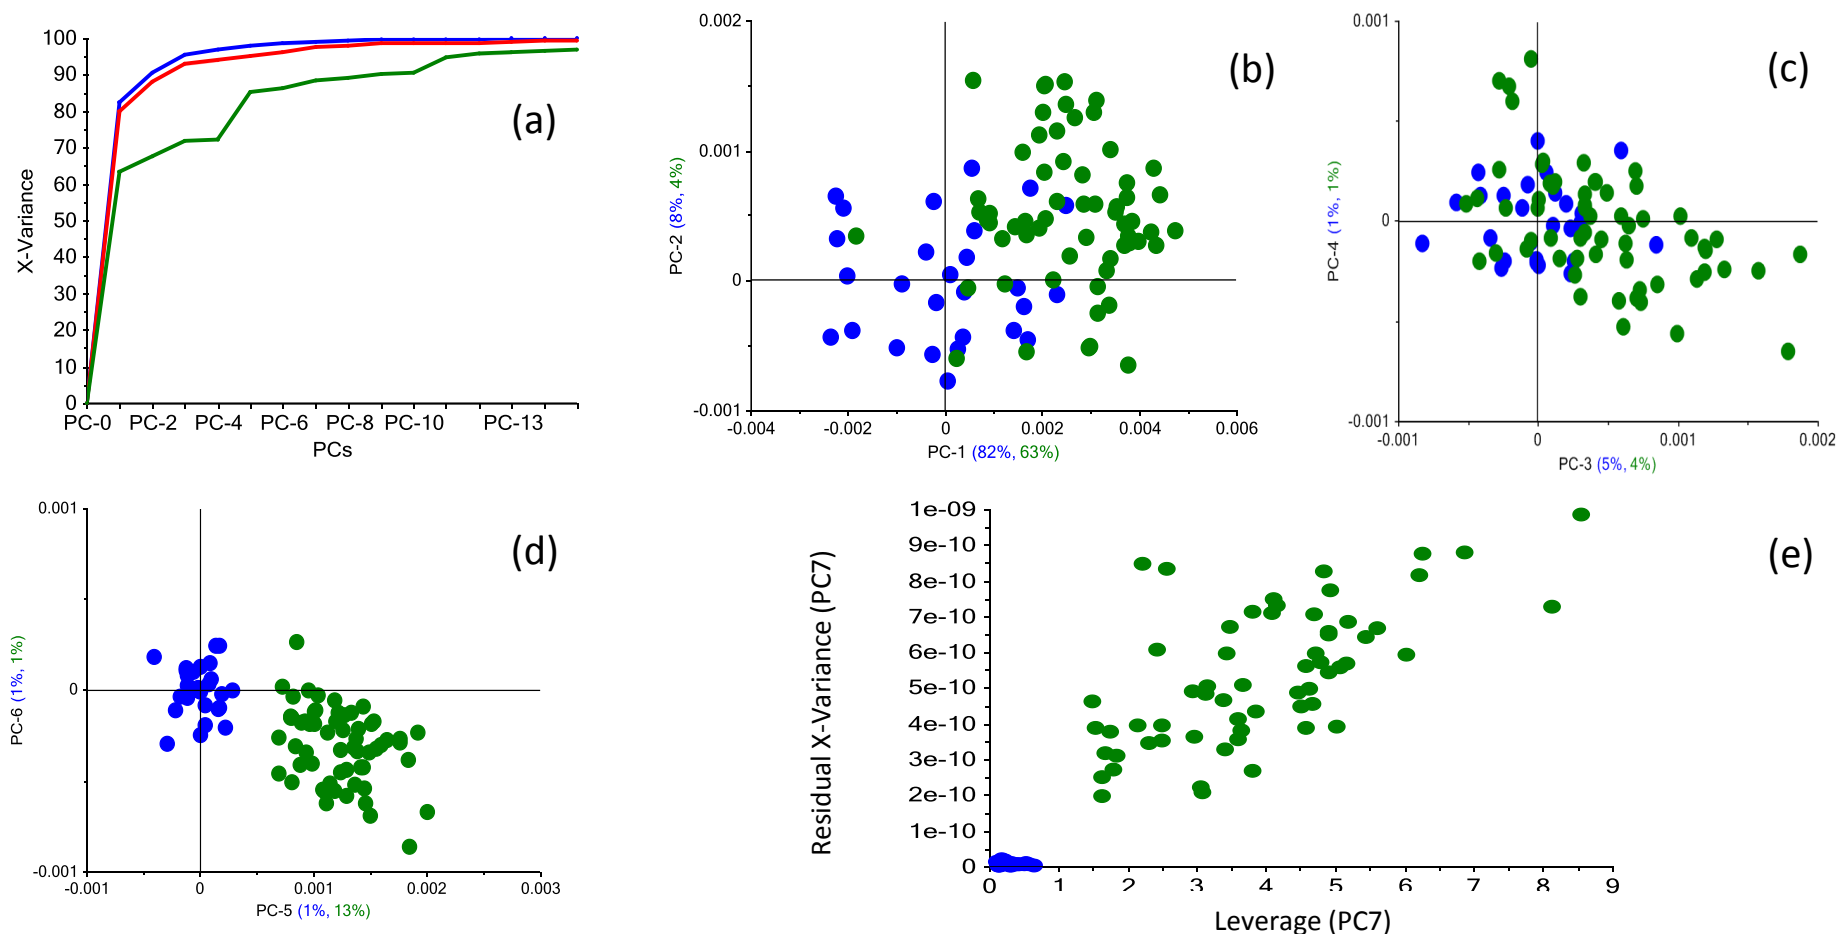 100
90
80
70
60
50
40
30
20
10
0
X-Variance
PC-0 PC-2 PC-4 PC-6 PC-8 PC-10 PC-13
PCs
(a)
0.002
0.001
0
-0.001
PC-2 (8%, 4%)
-0.004 -0.002 0 0.002 0.004 0.006
PC-1 (82%, 63%)
(b)
0.001
0
-0.001
PC-4 (1%, 1%)
-0.001 0 0.001 0.002
PC-3 (5%, 4%)
(c)
0.001
0
-0.001
PC-6 (1%, 1%)
-0.001 0 0.001 0.002 0.003
PC-5 (1%, 13%)
(d)
1e-09
9e-10
8e-10
7e-10
6e-10
5e-10
4e-10
3e-10
2e-10
1e-10
0
Residual X-Variance (PC7)
0 1 2 3 4 5 6 7 8 9
Leverage (PC7)
(e)